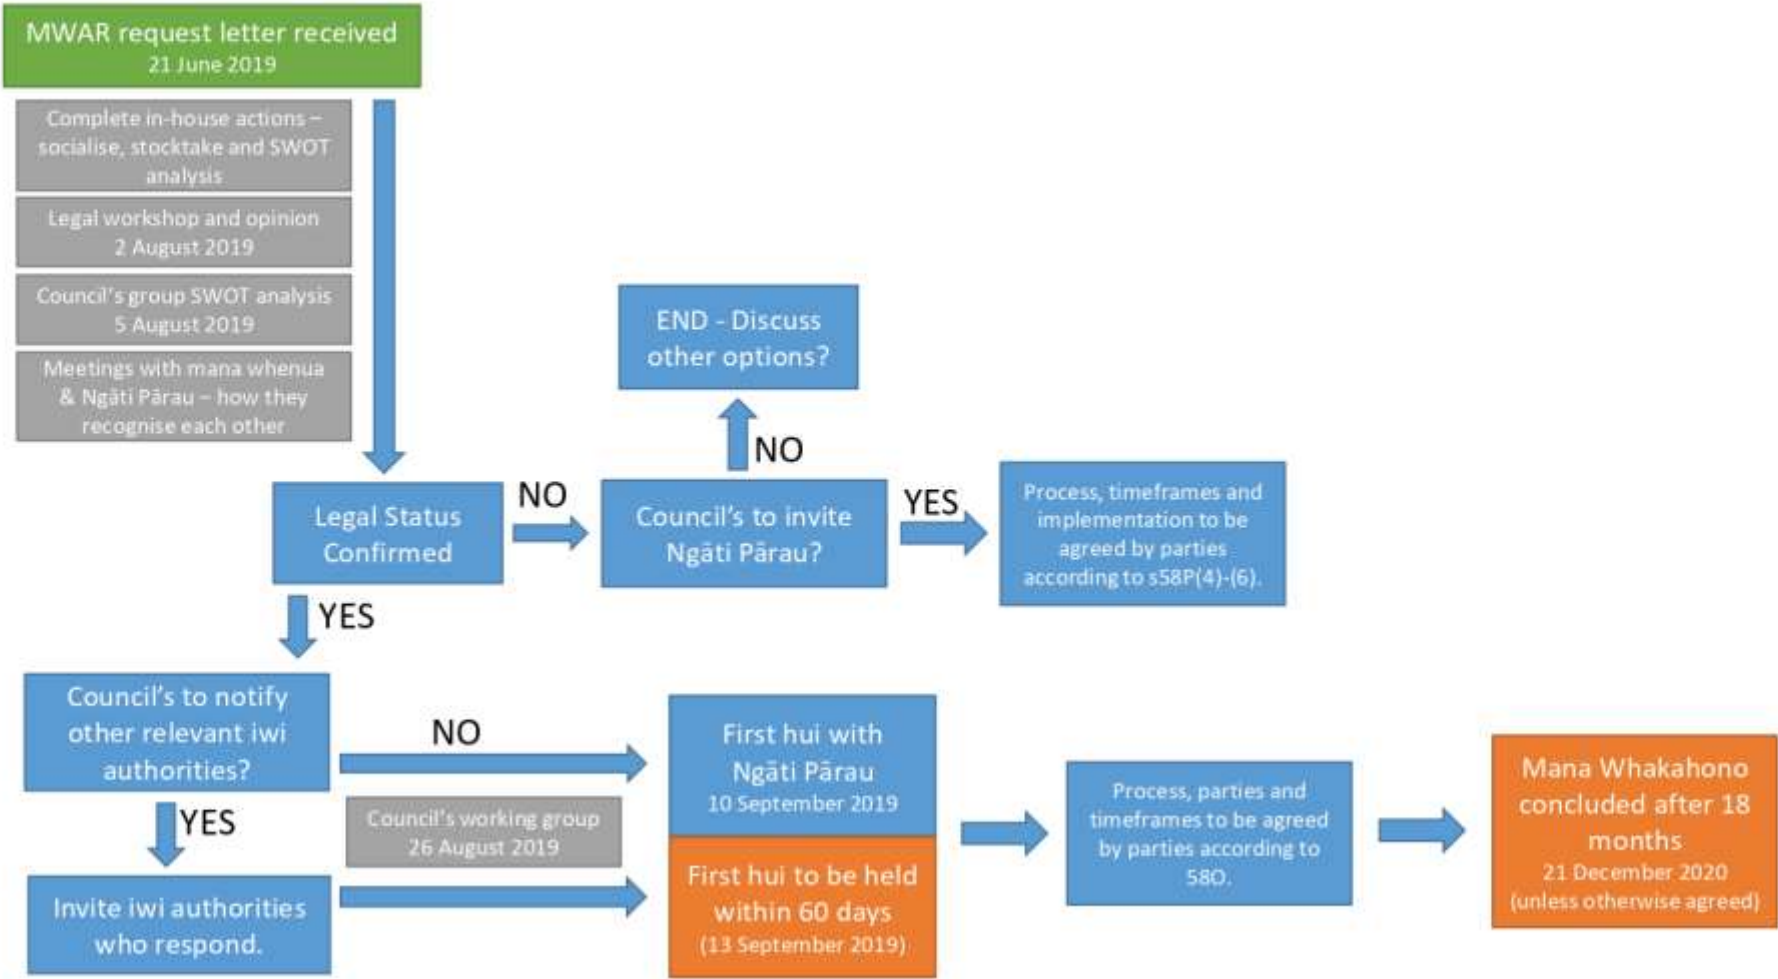 MWAR request letter received
21 June 2019
Complete in-house actions –
socialise, stocktake and SWOT
analysis
Legal workshop and opinion
2 August 2019
Council's group SWOT analysis
5 August 2019
Meetings with mana whenua
& Ngāti Pārau – how they
recognise each other
Legal Status
Confirmed
NO
Council's to invite
Ngāti Pārau?
NO
END - Discuss
other options?
YES
Process, timeframes and
implementation to be
agreed by parties
according to s58P(4)-(6).
YES
Council's to notify
other relevant iwi
authorities?
NO
YES
Council's working group
26 August 2019
Invite iwi authorities
who respond.
First hui with
Ngāti Pārau
10 September 2019
First hui to be held
within 60 days
(13 September 2019)
Process, parties and
timeframes to be agreed
by parties according to
58O.
Mana Whakahono
concluded after 18
months
21 December 2020
(unless otherwise agreed)